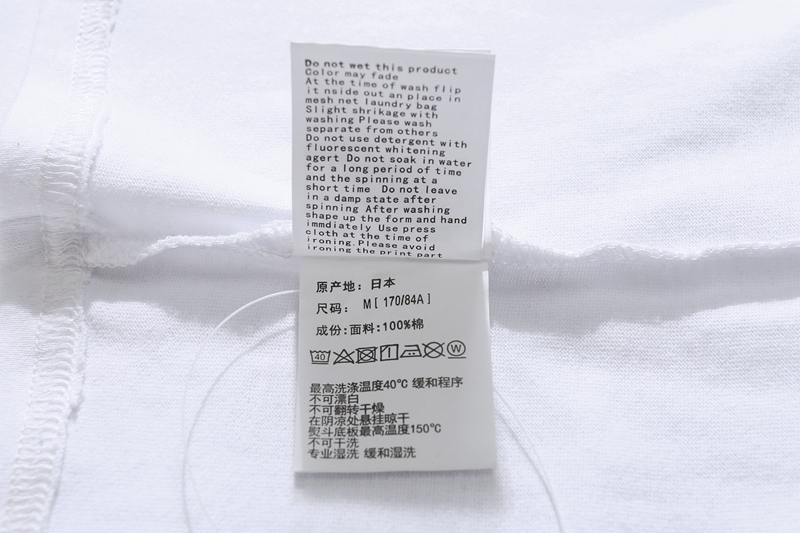 Do not wet this product
Color may fade
At the time of wash flip
it nside out an place in
mesh net laundry bag
Slight shrikage with
washing Please wash
separate from others
Do not use detergent with
fluorescent whitening
agert Do not soak in water
for a long period of time
and the spinning at a
short time Do not leave
in a damp state after
spinning After washing
shape up the form and hand
immdiately Use press
cloth at the time of
ironing.Please avoid
ironing the print part
原产地: 日本
尺码: M[170/84A]
成份:面料:100%棉
40 W
最高洗涤温度40℃ 缓和程序
不可漂白
不可翻转干燥
在阴凉处悬挂晾干
熨斗底板最高温度150℃
不可干洗
专业湿洗 缓和湿洗